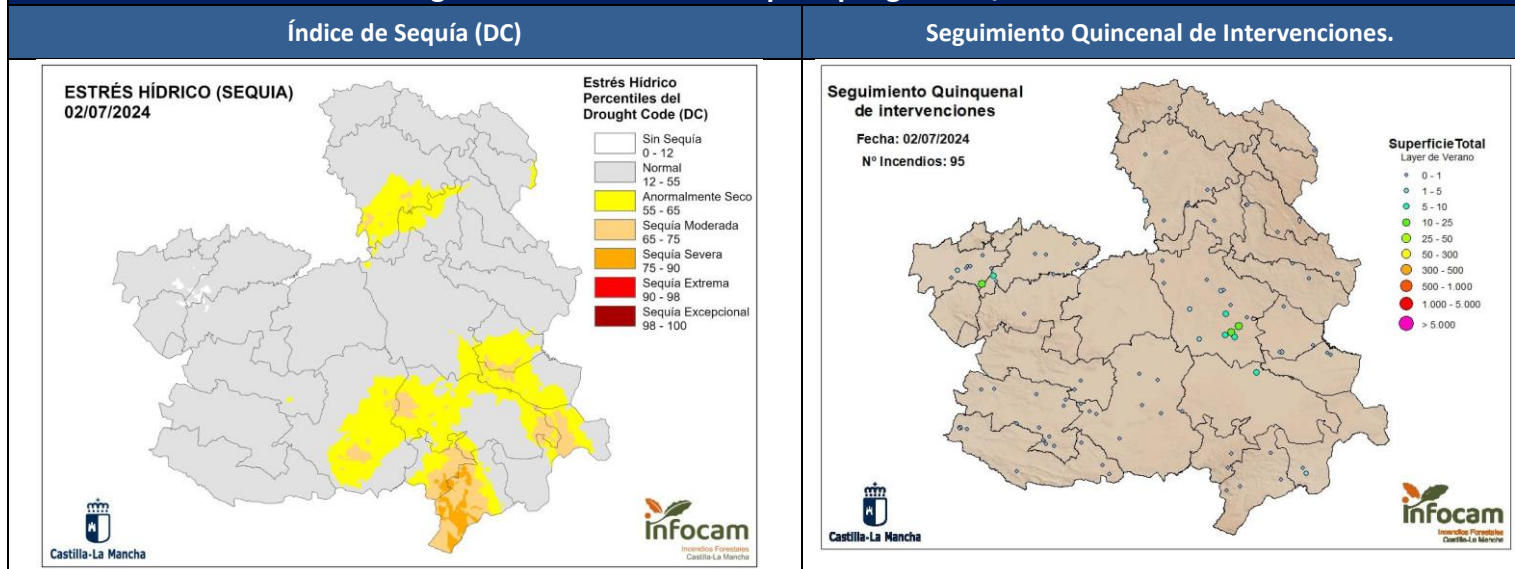 Índice de Sequía (DC)
Seguimiento Quincenal de Intervenciones.
ESTRÉS HÍDRICO (SEQUIA)
02/07/2024
Estrés Hídrico
Percentiles del
Drought Code (DC)
Sin Sequía
0 - 12
Normal
12 - 55
Anormalmente Seco
55 - 65
Sequía Moderada
65 - 75
Sequía Severa
75 - 90
Sequía Extrema
90 - 98
Sequía Excepcional
98 - 100
Castilla-La Mancha
infocam
Incendios Forestales
Castilla-La Mancha
Seguimiento Quinquenal
de intervenciones
Fecha: 02/07/2024
Nº Incendios: 95
SuperficieTotal
Layer de Verano
0 - 1
1 - 5
5 - 10
10 - 25
25 - 50
50 - 300
300 - 500
500 - 1.000
1.000 - 5.000
> 5.000
Castilla-La Mancha
infocam
Incendios Forestales
Castilla-La Mancha